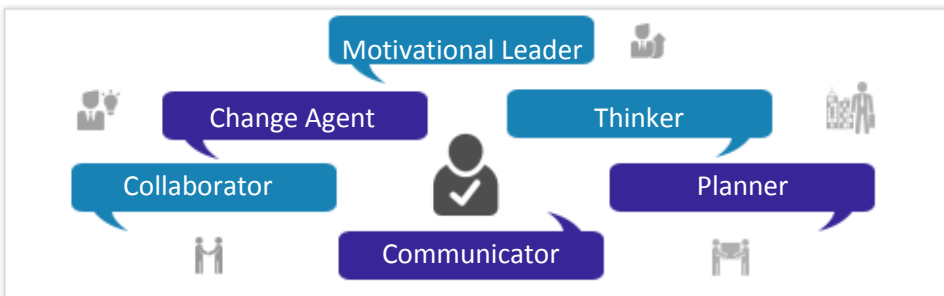 Motivational Leader
Change Agent
Thinker
Collaborator
Planner
Communicator